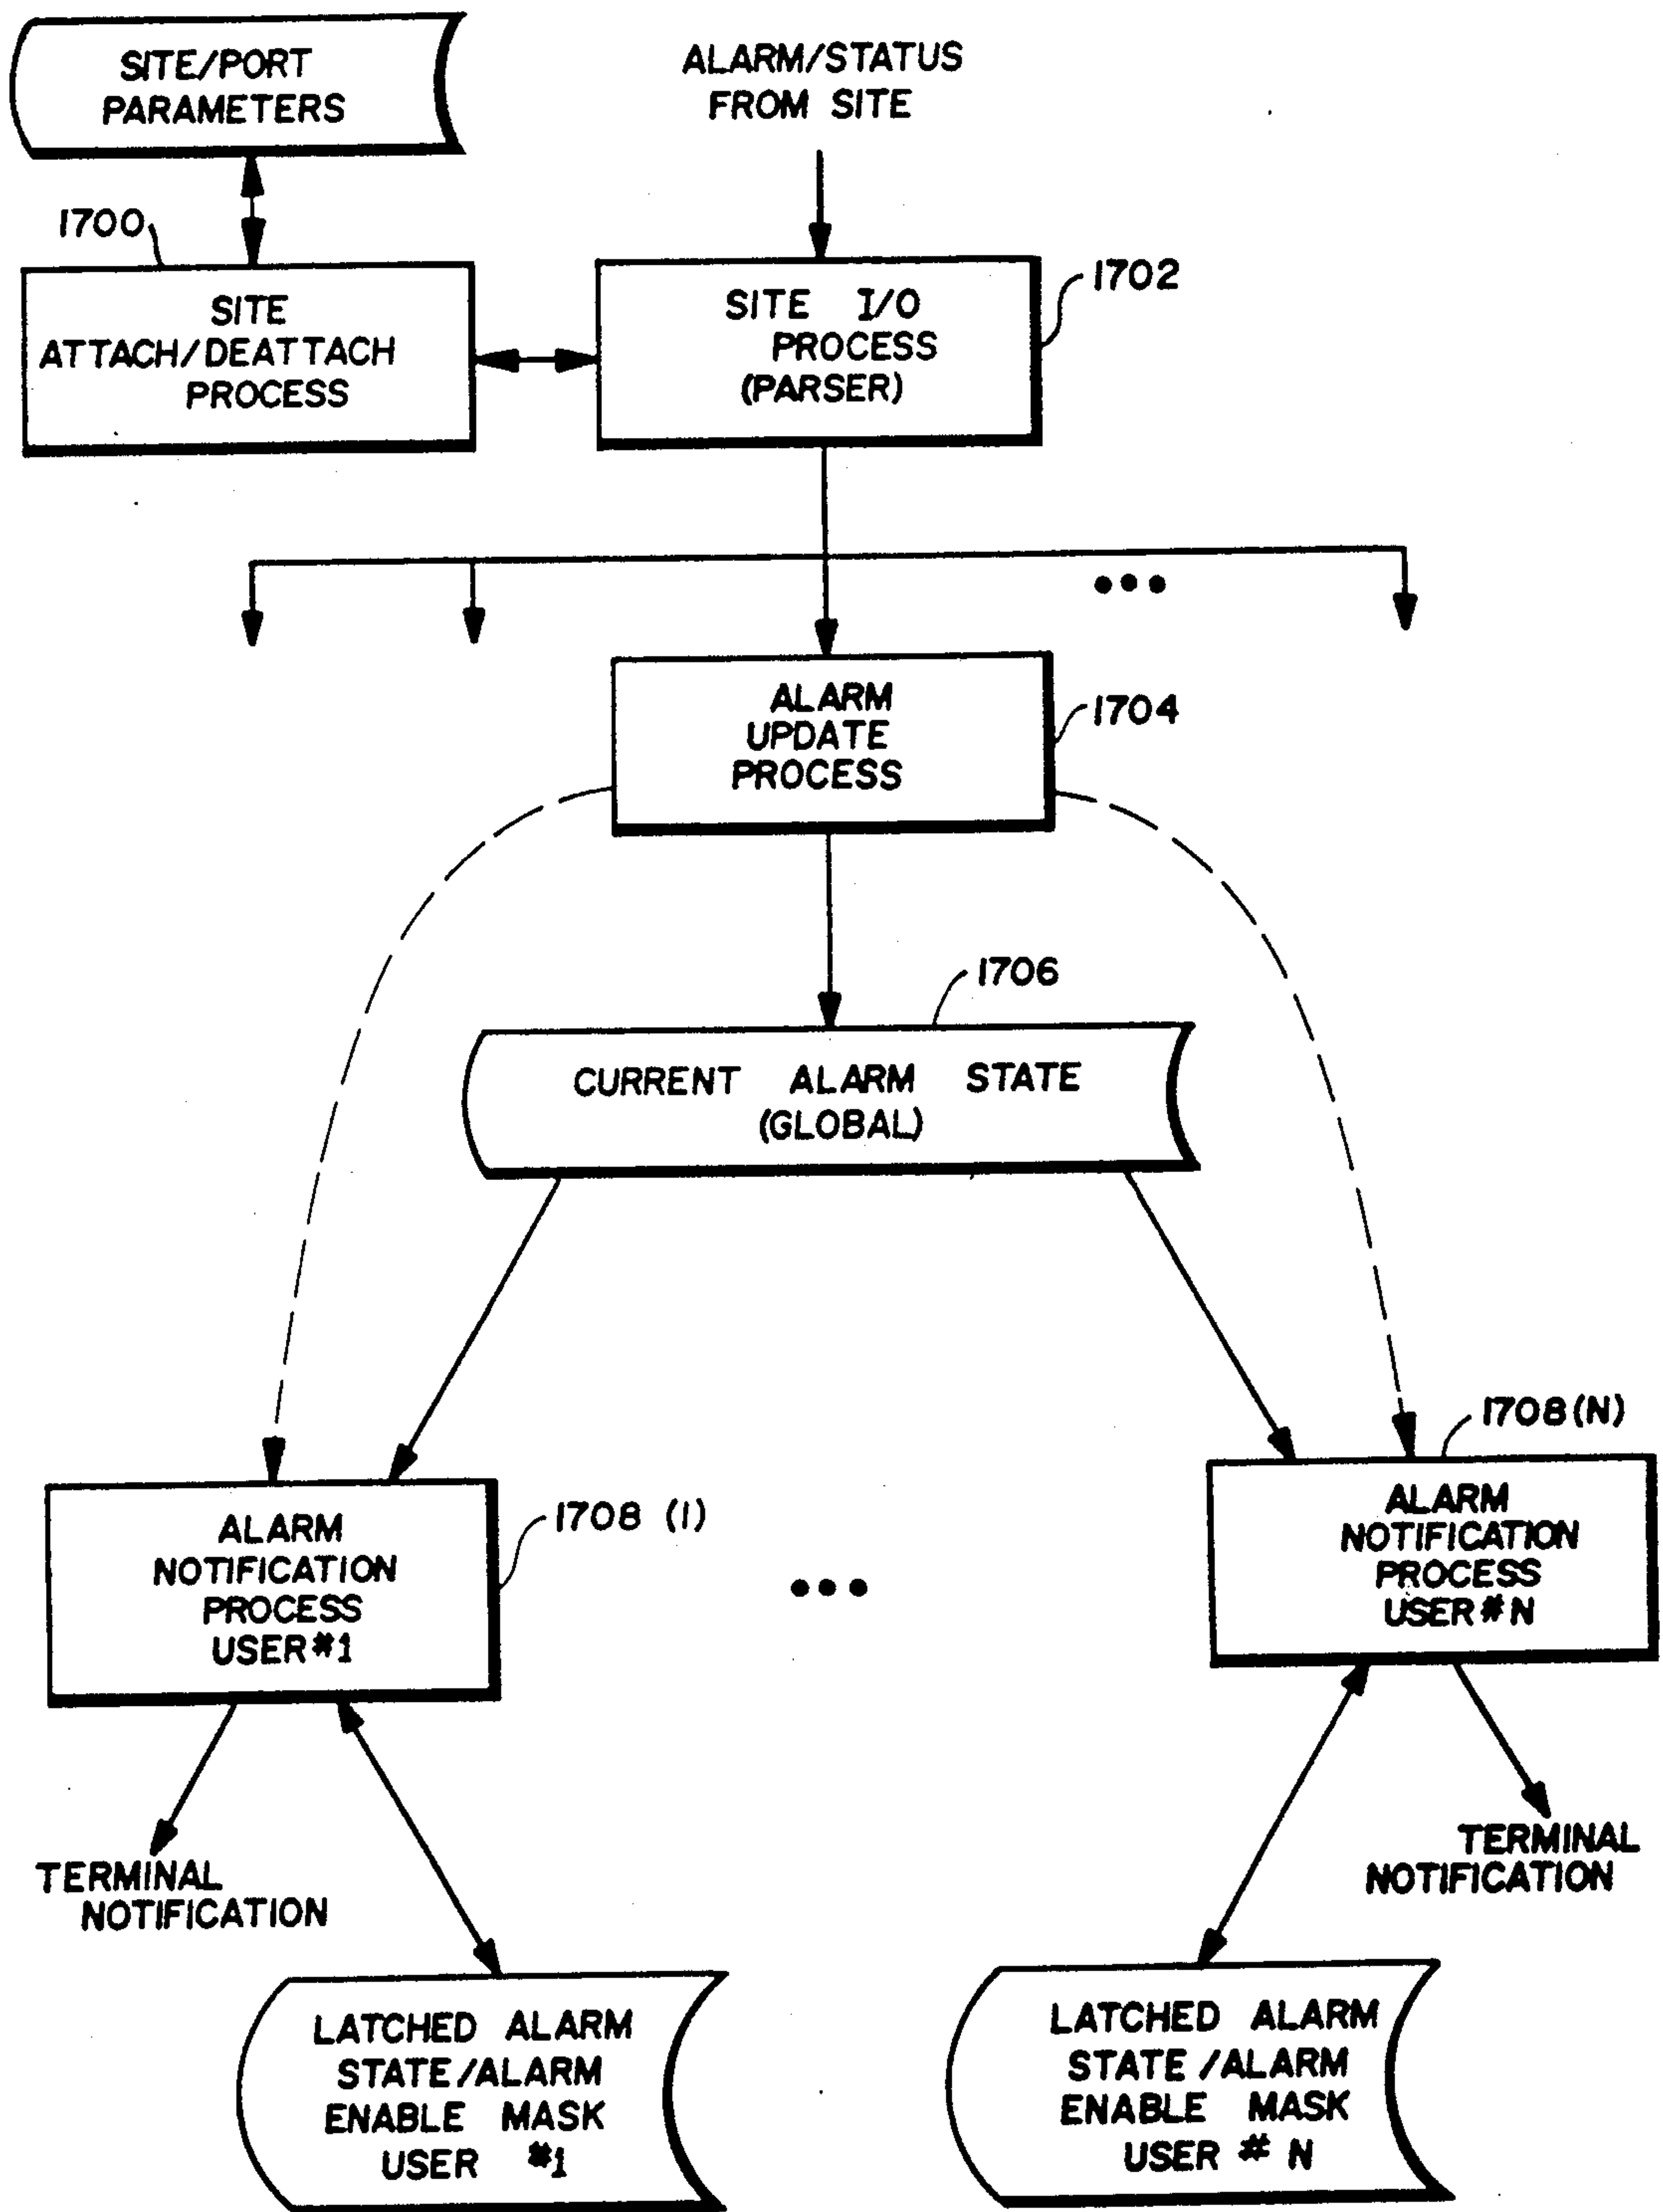 SITE/PORT
PARAMETERS
ALARM/STATUS
FROM SITE
1700
SITE
ATTACH/DEATTACH
PROCESS
SITE I/O
PROCESS
(PARSER)
1702
•••
ALARM
UPDATE
PROCESS
1704
1706
CURRENT ALARM STATE
(GLOBAL)
1708 (1)
ALARM
NOTIFICATION
PROCESS
USER #1
•••
1708 (N)
ALARM
NOTIFICATION
PROCESS
USER # N
TERMINAL
NOTIFICATION
TERMINAL
NOTIFICATION
LATCHED ALARM
STATE/ALARM
ENABLE MASK
USER #1
LATCHED ALARM
STATE/ALARM
ENABLE MASK
USER # N